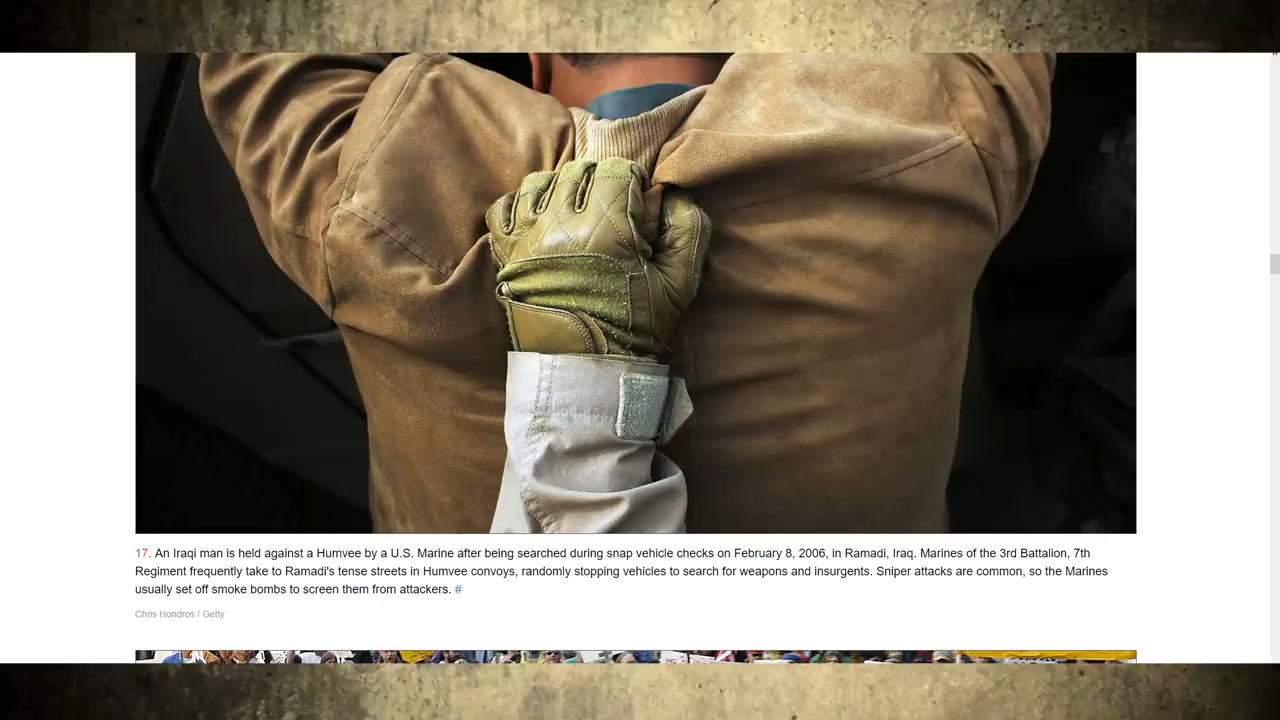 17. An Iraqi man is held against a Humvee by a U.S. Marine after being searched during snap vehicle checks on February 8, 2006, in Ramadi, Iraq. Marines of the 3rd Battalion, 7th
Regiment frequently take to Ramadi's tense streets in Humvee convoys, randomly stopping vehicles to search for weapons and insurgents. Sniper attacks are common, so the Marines
usually set off smoke bombs to screen them from attackers. #
Chris Hondros / Getty